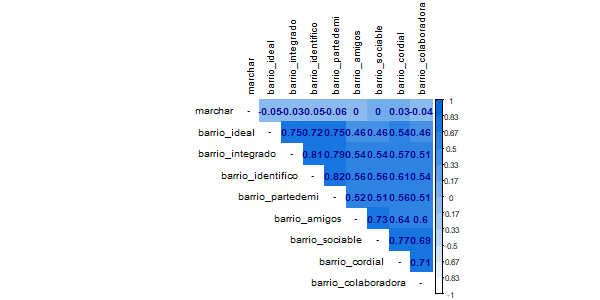 marchar
barrio_ideal
barrio_integrado
barrio_identifico
barrio_partedemi
barrio_amigos
barrio_sociable
barrio_cordial
barrio_colaboradora
marchar - -0.05-0.030.05-0.06 0 0 0.03-0.04
barrio_ideal - 0.75 0.72 0.75 0.46 0.46 0.54 0.46
barrio_integrado - 0.81 0.79 0.54 0.54 0.57 0.51
barrio_identifico - 0.82 0.56 0.56 0.61 0.54
barrio_partedemi - 0.52 0.51 0.56 0.51
barrio_amigos - 0.73 0.64 0.6
barrio_sociable - 0.77 0.69
barrio_cordial - 0.71
barrio_colaboradora -
1
0.83
0.67
0.5
0.33
0.17
0
0.17
0.33
-0.5
0.67
0.83
-1